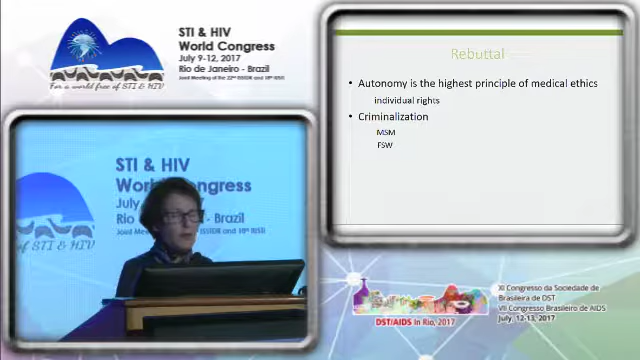 STI & HIV
World Congress
July 9-12, 2017
Rio de Janeiro - Brazil
For a world free of STI & HIV
STI & HIV
World Congress
July
Rio - Brazil
Joint Mee
of STI & HIV
Rebuttal
• Autonomy is the highest principle of medical ethics
individual rights
• Criminalization
MSM
FSW
DST/AIDS in Rio, 2017
XI Congresso da Sociedade de
Brasileira de DST
VII Congresso Brasileiro de AIDS
July, 12-13, 2017